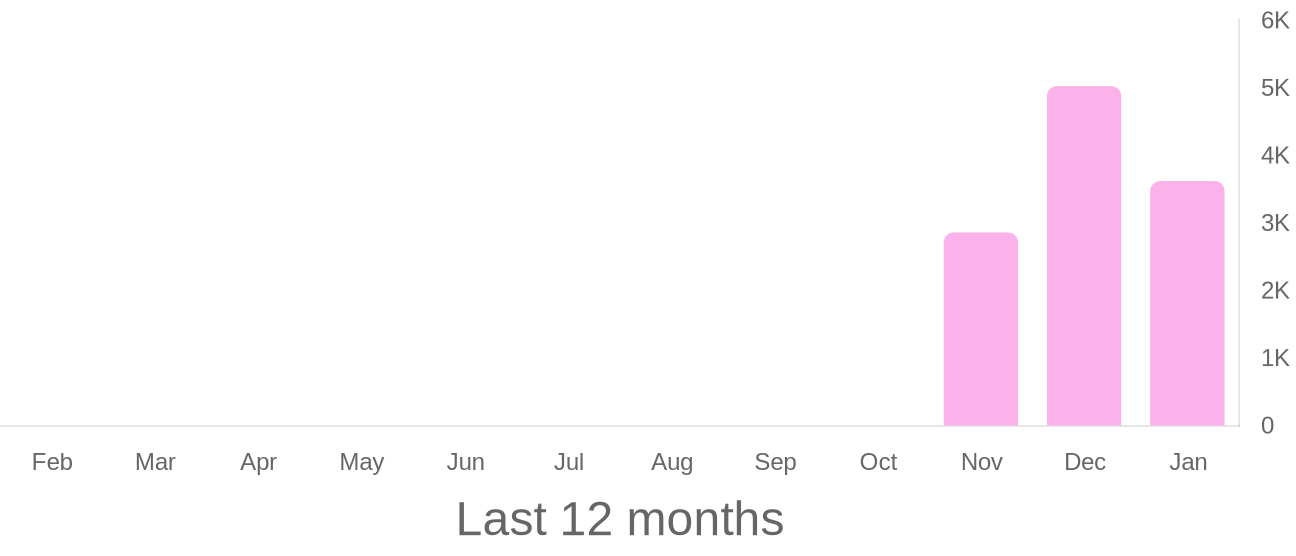 6K
5K
4K
3K
2K
1K
0
Feb Mar Apr May Jun Jul Aug Sep Oct Nov Dec Jan
Last 12 months